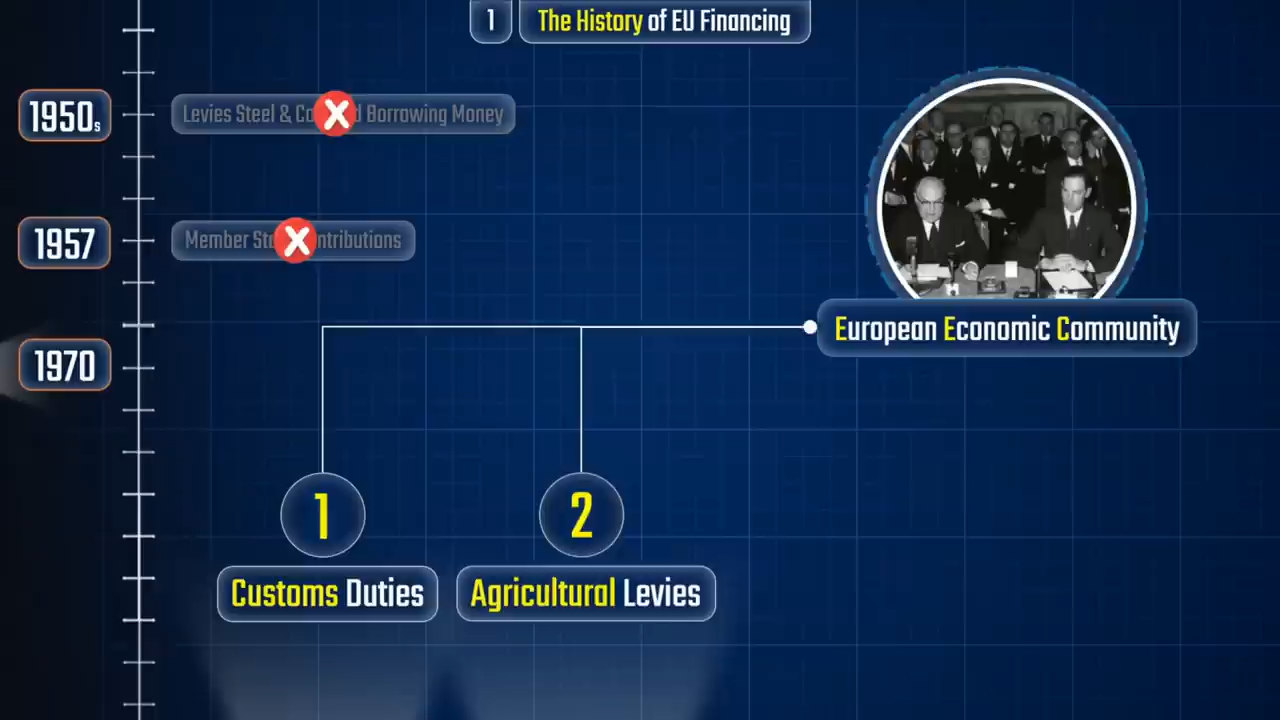 1 The History of EU Financing
1950s
Levies Steel & Borrowing Money
1957
Member ntributions
European Economic Community
1970
1 2
Customs Duties Agricultural Levies